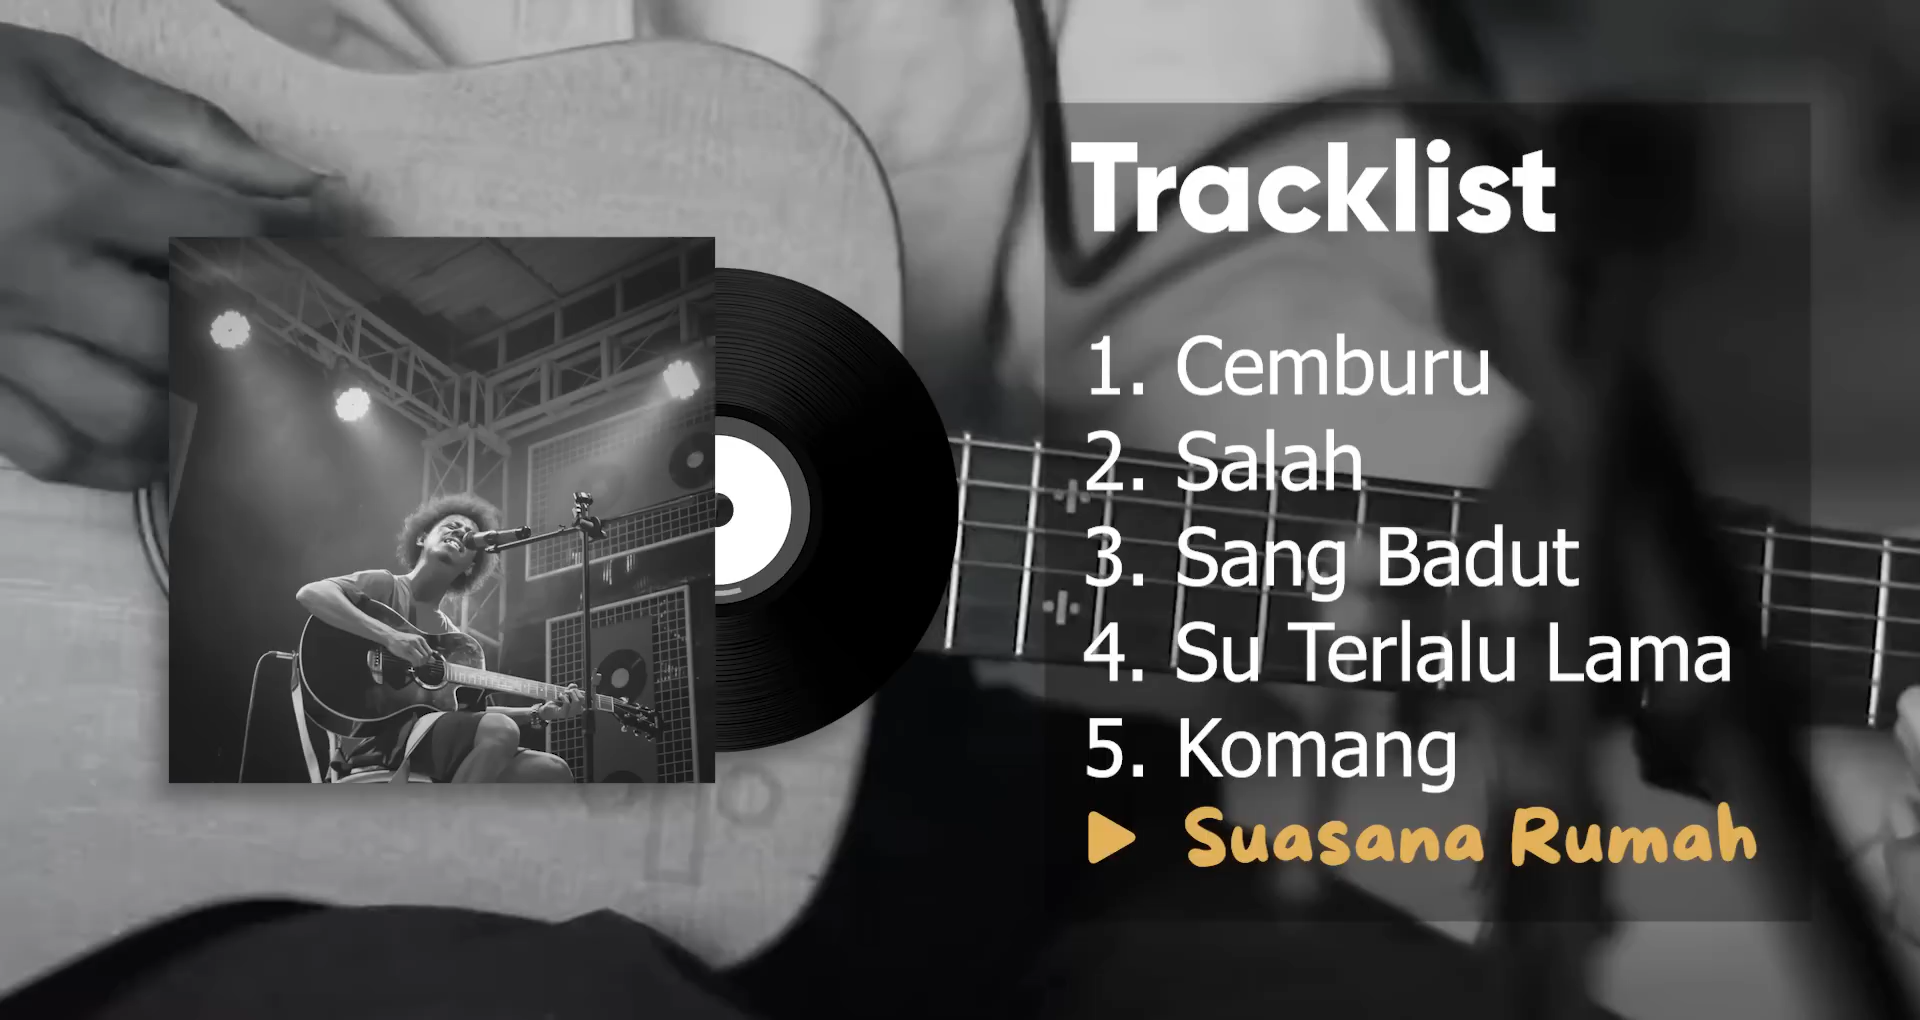 Tracklist
1. Cemburu
2. Salah
3. Sang Badut
4. Su Terlalu Lama
5. Komang
Suasana Rumah